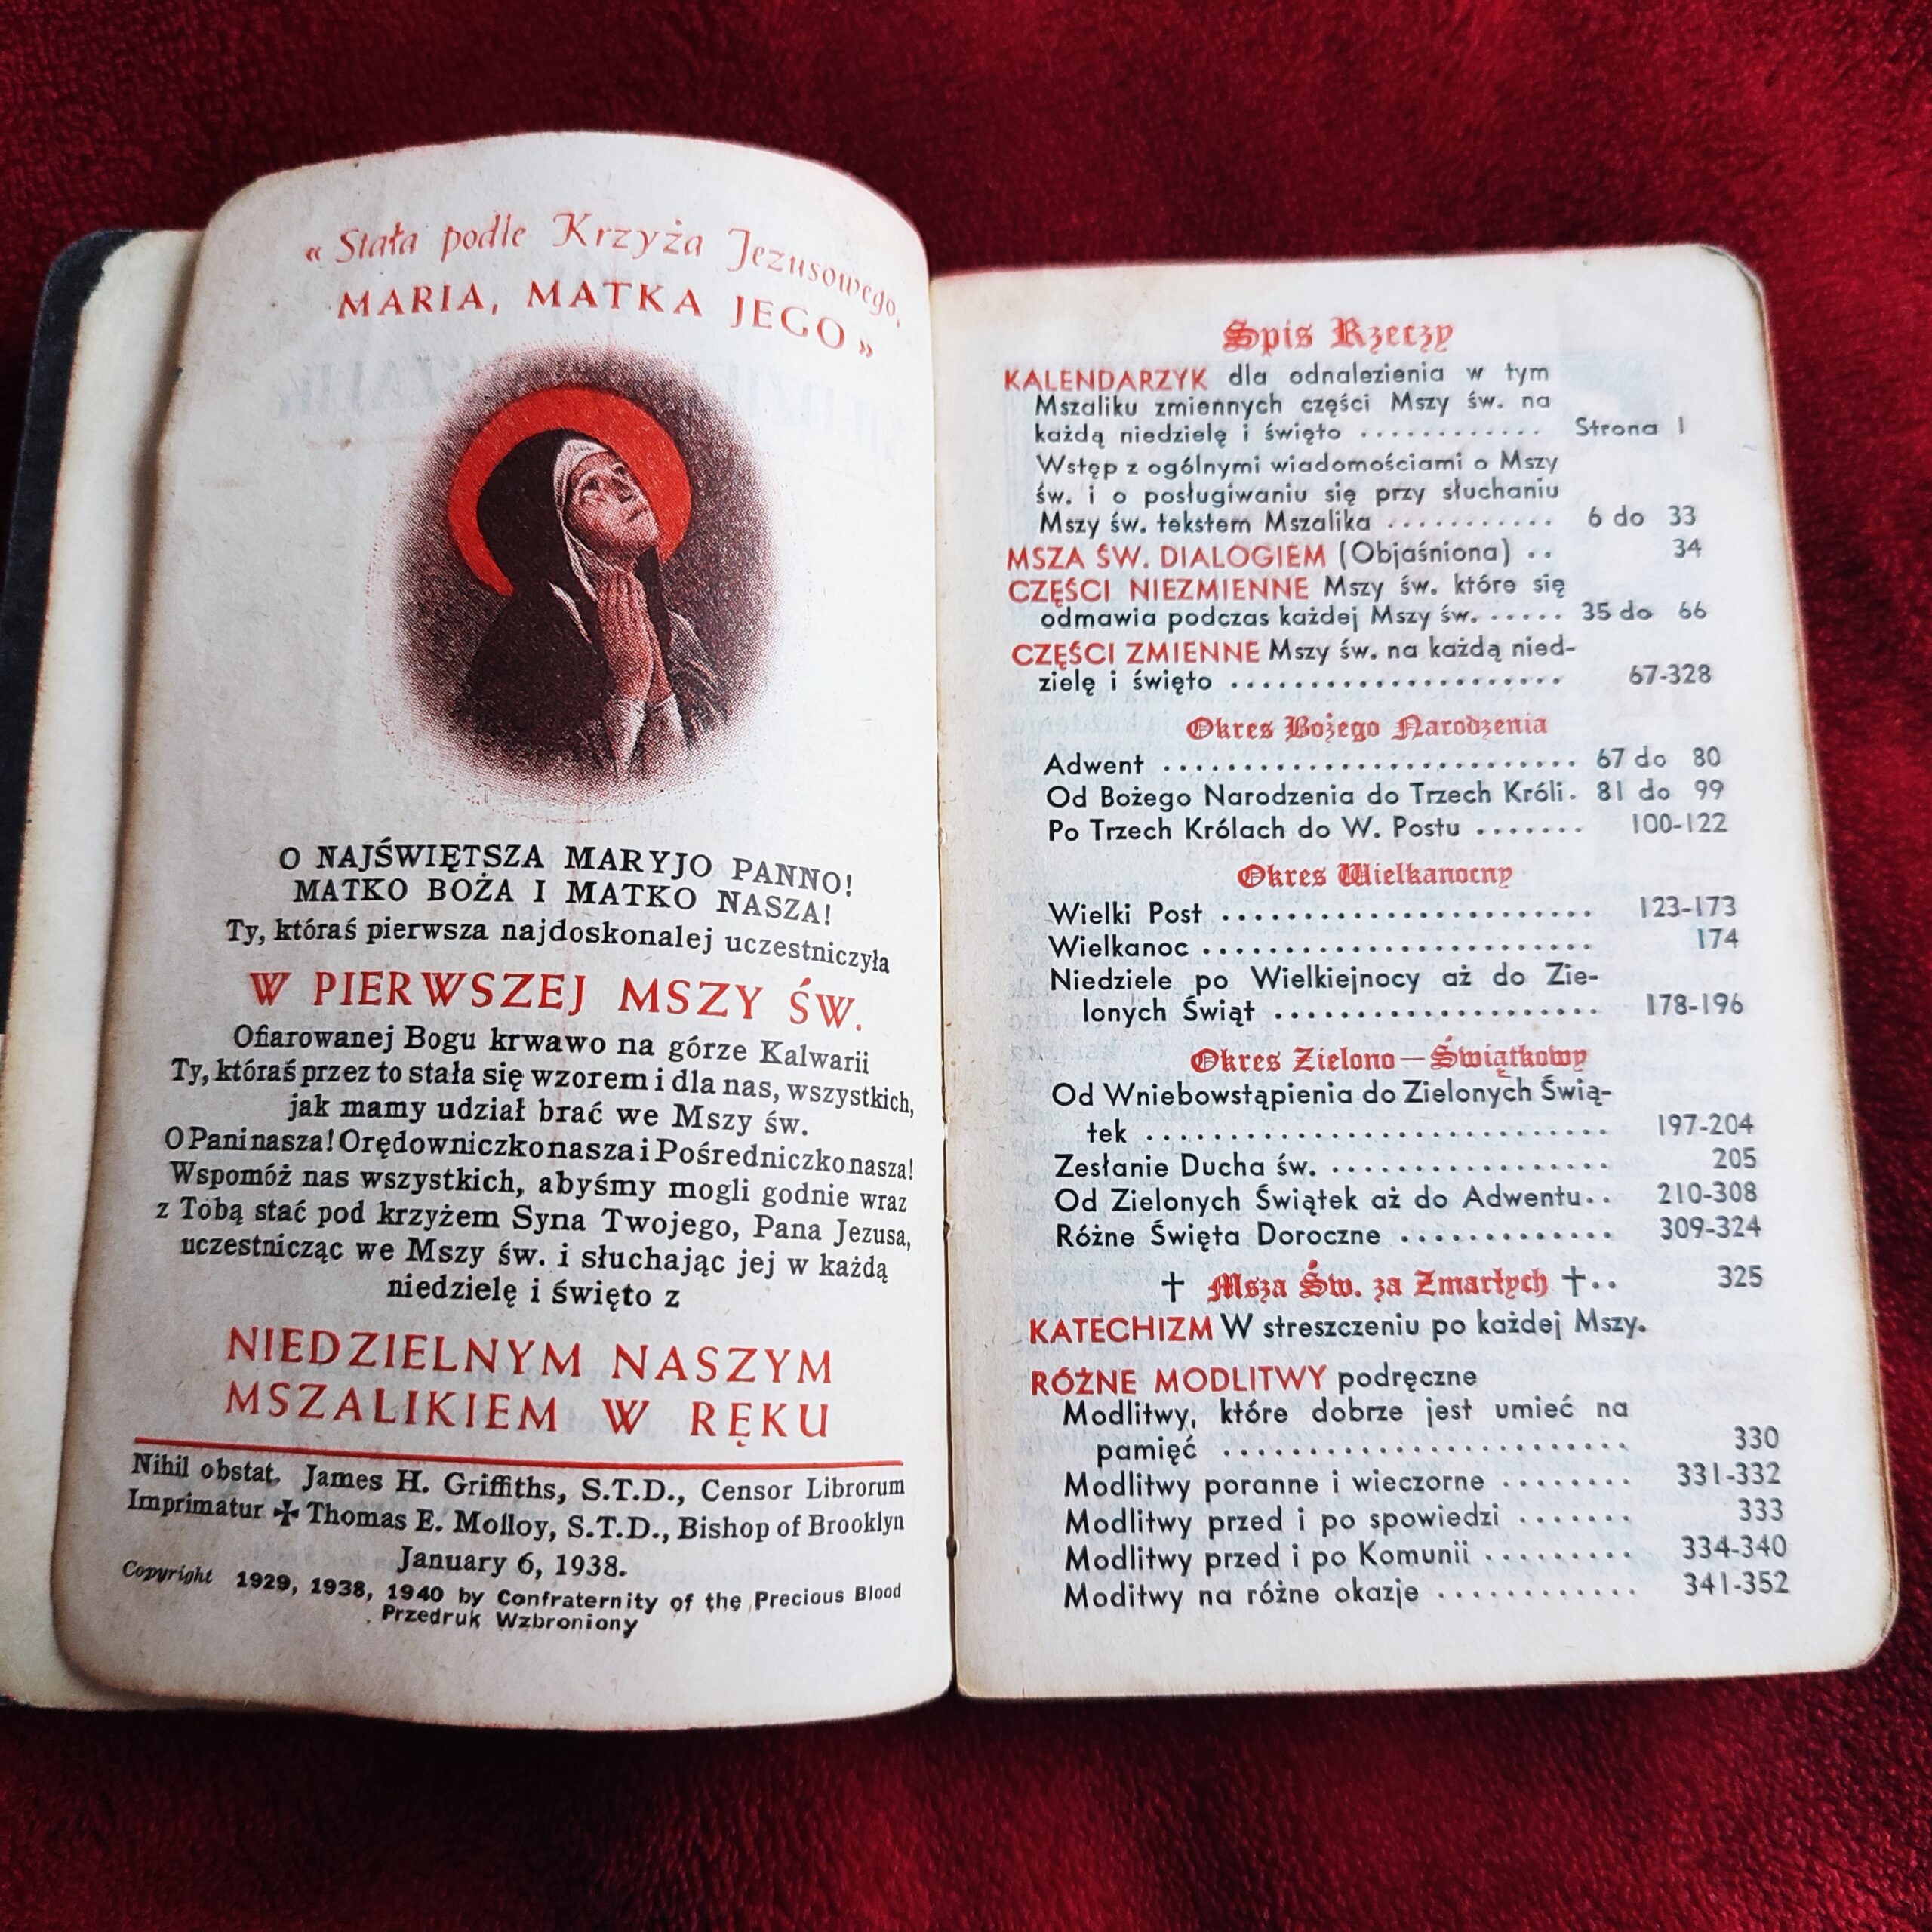 « Stała podle Krzyża Jezusowego,
MARIA, MATKA JEGO »
O NAJŚWIĘTSZA MARYJO PANNO!
MATKO BOŻA I MATKO NASZA!
Ty, któraś pierwsza najdoskonalej uczestniczyła
W PIERWSZEJ MSZY ŚW.
Ofiarowanej Bogu krwawo na górze Kalwarii
Ty, któraś przez to stała się wzorem i dla nas, wszystkich,
jak mamy udział brać we Mszy św.
O Pani nasza! Orędowniczko nasza i Pośredniczko nasza!
Wspomóż nas wszystkich, abyśmy mogli godnie wraz
z Tobą stać pod krzyżem Syna Twojego, Pana Jezusa,
uczestnicząc we Mszy św. i słuchając jej w każdą
niedzielę i święto z
NIEDZIELNYM NASZYM
MSZALIKIEM W RĘKU
Nihil obstat, James H. Griffiths, S.T.D., Censor Librorum
Imprimatur ✠ Thomas E. Molloy, S.T.D., Bishop of Brooklyn
January 6, 1938.
Copyright 1929, 1938, 1940 by Confraternity of the Precious Blood
Przedruk Wzbroniony
Spis Rzeczy
KALENDARZYK dla odnalezienia w tym
Mszaliku zmiennych części Mszy św. na
każdą niedzielę i święto ............ Strona 1
Wstęp z ogólnymi wiadomościami o Mszy
św. i o posługiwaniu się przy słuchaniu
Mszy św. tekstem Mszalika ........... 6 do 33
MSZA ŚW. DIALOGIEM (Objaśniona) .. 34
CZĘŚCI NIEZMIENNE Mszy św. które się
odmawia podczas każdej Mszy św. ..... 35 do 66
CZĘŚCI ZMIENNE Mszy św. na każdą nied-
zielę i święto ..................... 67-328
Okres Bożego Narodzenia
Adwent .......................... 67 do 80
Od Bożego Narodzenia do Trzech Króli. 81 do 99
Po Trzech Królach do W. Postu ....... 100-122
Okres Wielkanocny
Wielki Post ....................... 123-173
Wielkanoc ........................ 174
Niedziele po Wielkiejnocy aż do Zie-
lonych Świąt .................... 178-196
Okres Zielono—Świątkowy
Od Wniebowstąpienia do Zielonych Świą-
tek ............................ 197-204
Zesłanie Ducha św. ................. 205
Od Zielonych Świątek aż do Adwentu.. 210-308
Różne Święta Doroczne ............. 309-324
† Msza Św. za Zmarłych †.. 325
KATECHIZM W streszczeniu po każdej Mszy.
RÓŻNE MODLITWY podręczne
Modlitwy, które dobrze jest umieć na
pamięć ......................... 330
Modlitwy poranne i wieczorne ........ 331-332
Modlitwy przed i po spowiedzi ....... 333
Modlitwy przed i po Komunii ......... 334-340
Moditwy na różne okazje ............ 341-352